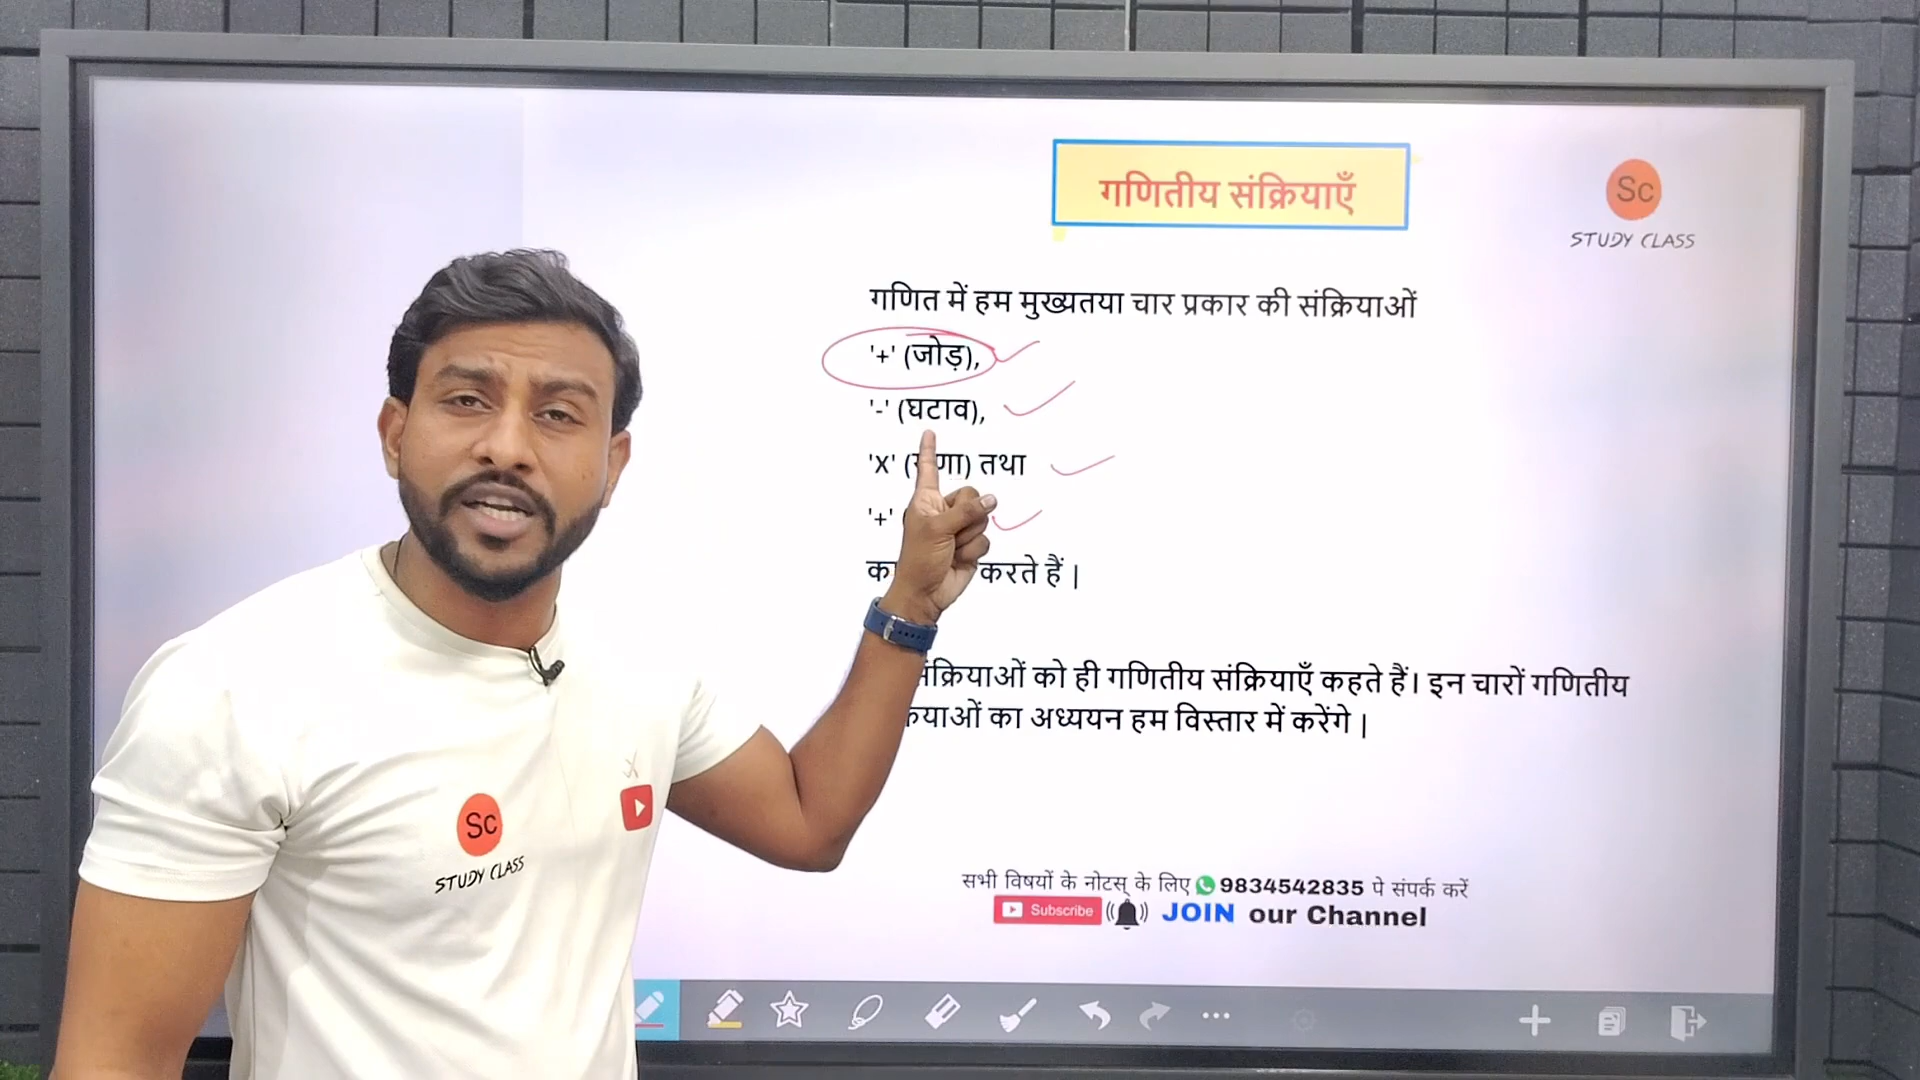 गणितीय संक्रियाएँ
Sc
STUDY CLASS
गणित में हम मुख्यतया चार प्रकार की संक्रियाओं
'+' (जोड़),
'-' (घटाव),
'X' ( तथा
'+' (
करते हैं |
को ही गणितीय संक्रियाएँ कहते हैं। इन चारों गणितीय
का अध्ययन हम विस्तार में करेंगे |
सभी विषयों के नोटस् के लिए 9834542835 पे संपर्क करें
Subscribe JOIN our Channel
Sc
STUDY CLASS